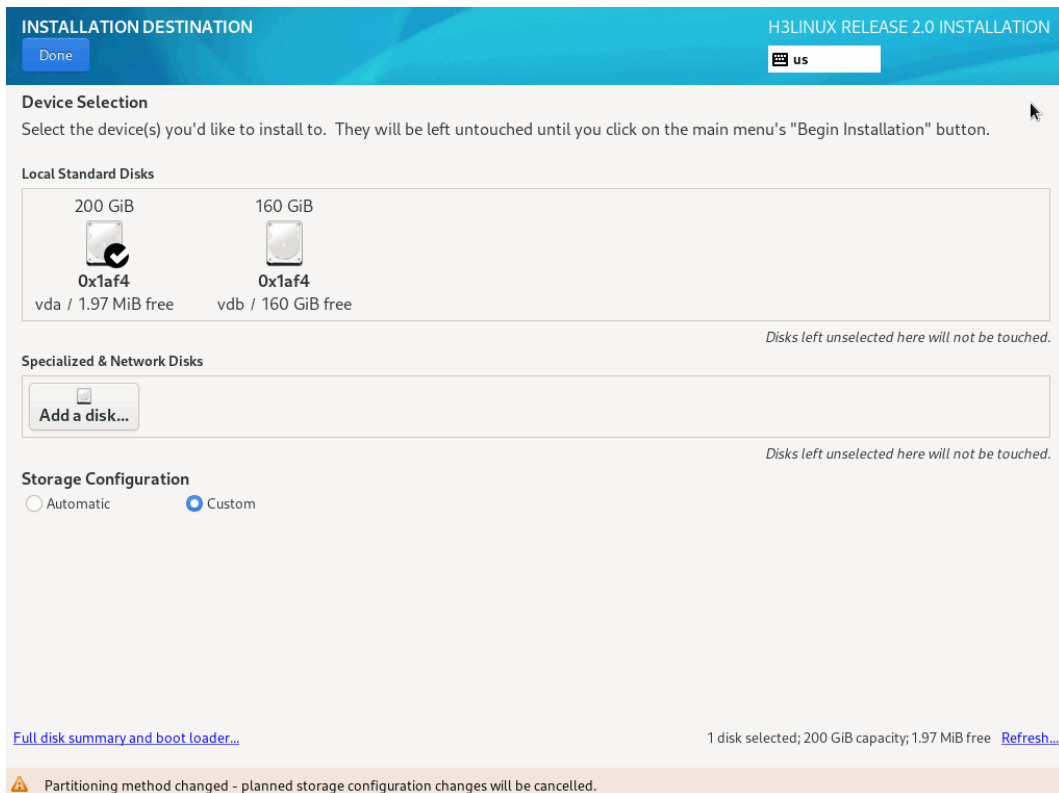 INSTALLATION DESTINATION
H3LINUX RELEASE 2.0 INSTALLATION
Done
us
Device Selection
Select the device(s) you'd like to install to.  They will be left untouched until you click on the main menu's "Begin Installation" button.
Local Standard Disks
200 GiB
160 GiB
0x1af4
0x1af4
vda / 1.97 MiB free
vdb / 160 GiB free
Disks left unselected here will not be touched.
Specialized & Network Disks
Add a disk...
Disks left unselected here will not be touched.
Storage Configuration
Automatic
Custom
Full disk summary and boot loader...
1 disk selected; 200 GiB capacity; 1.97 MiB free
Refresh...
Partitioning method changed - planned storage configuration changes will be cancelled.